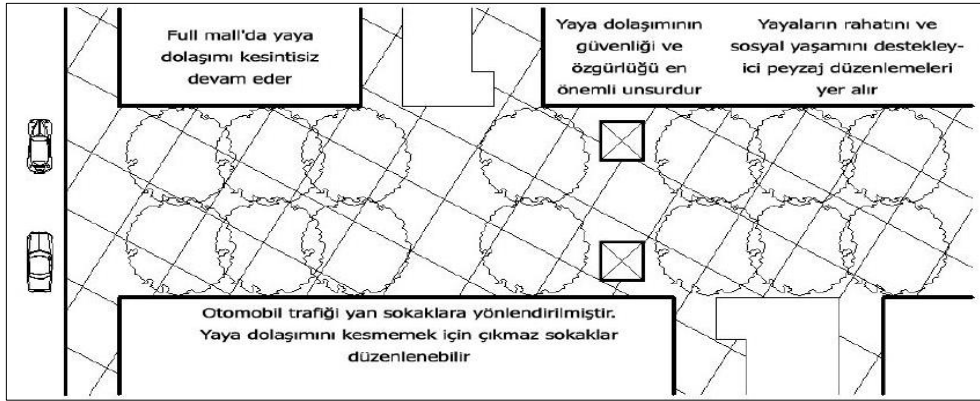 Full mall'da yaya
dolaşımı kesintisiz
devam eder
Yaya dolaşımının
güvenliği ve
özgürlüğü en
önemli unsurdur
Yayaların rahatını ve
sosyal yaşamını destekley-
ici peyzaj düzenlemeleri
yer alır
Otomobil trafiği yan sokaklara yönlendirilmiştir.
Yaya dolaşımını kesmemek için çıkmaz sokaklar
düzenlenebilir